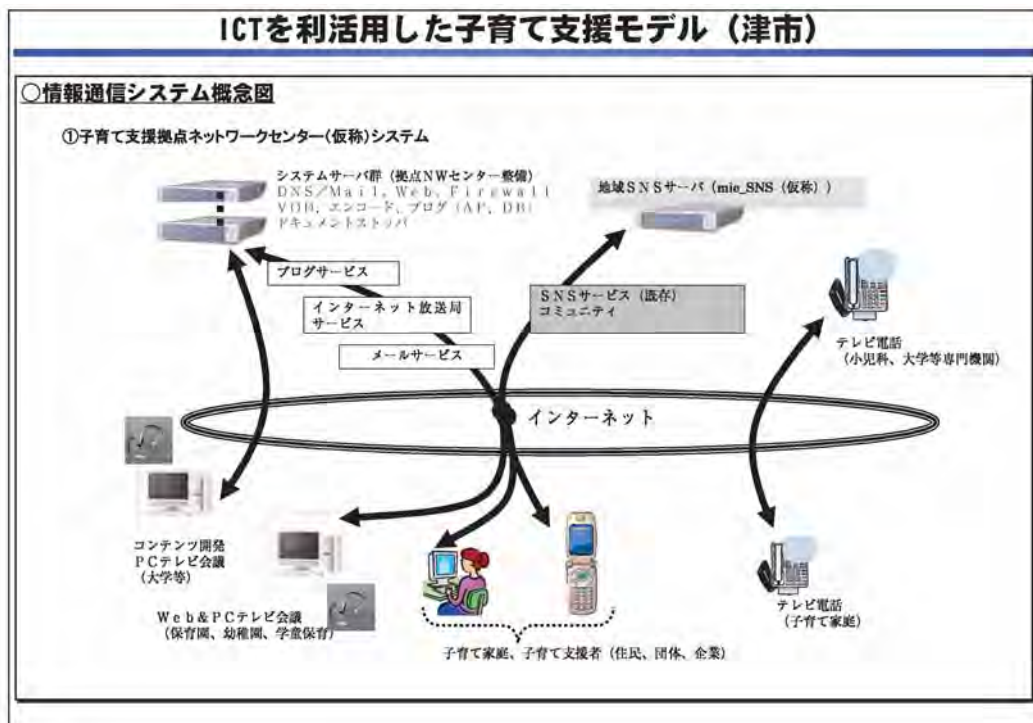 ICTを利活用した子育て支援モデル（津市）
○情報通信システム概念図
①子育て支援拠点ネットワークセンター（仮称）システム
システムサーバ群（拠点NWセンター整備）
DNS／Mail、Web、Firewall
VOD、エンコード、ブログ（AP、DB）
ドキュメントストッパ
地域SNSサーバ（mie_SNS（仮称））
ブログサービス
インターネット放送局
サービス
メールサービス
SNSサービス（既存）
コミュニティ
テレビ電話
（小児科、大学等専門機関）
インターネット
コンテンツ開発
PCテレビ会議
（大学等）
Web＆PCテレビ会議
（保育園、幼稚園、学童保育）
テレビ電話
（子育て家庭）
子育て家庭、子育て支援者（住民、団体、企業）